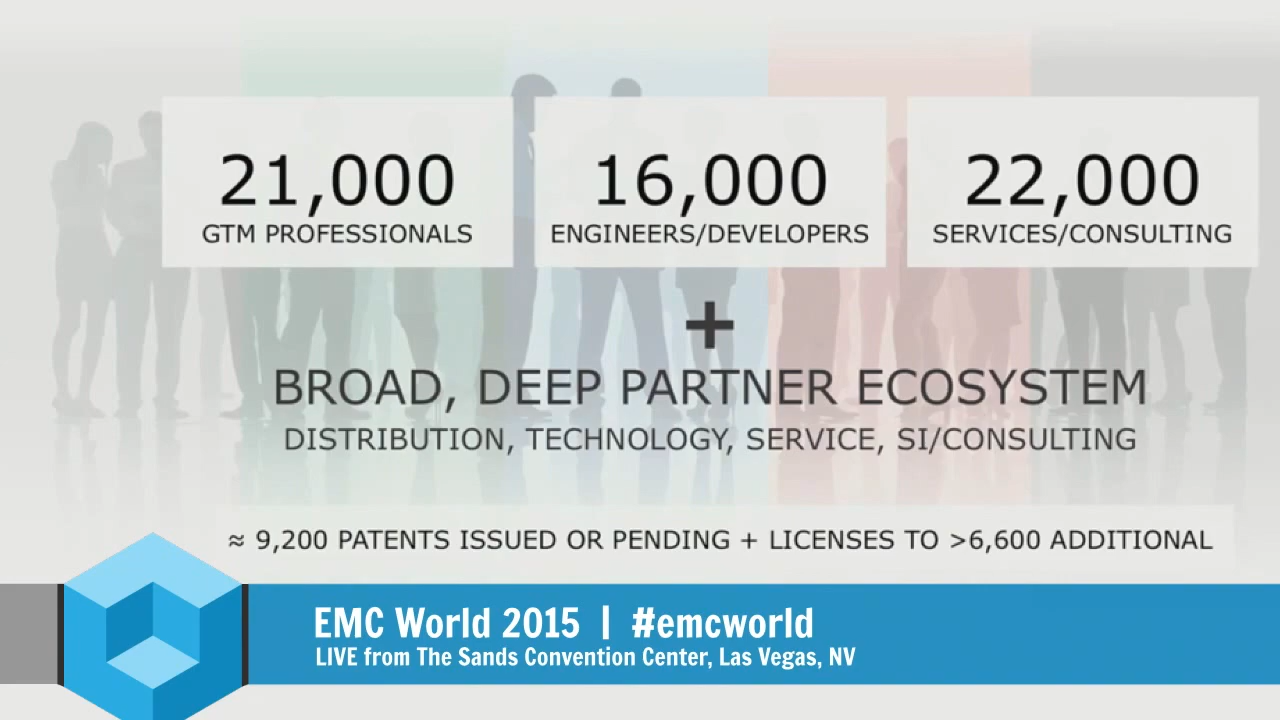 21,000
GTM PROFESSIONALS
16,000
ENGINEERS/DEVELOPERS
22,000
SERVICES/CONSULTING
+
BROAD, DEEP PARTNER ECOSYSTEM
DISTRIBUTION, TECHNOLOGY, SERVICE, SI/CONSULTING
≈ 9,200 PATENTS ISSUED OR PENDING + LICENSES TO >6,600 ADDITIONAL
EMC World 2015 | #emcworld
LIVE from The Sands Convention Center, Las Vegas, NV